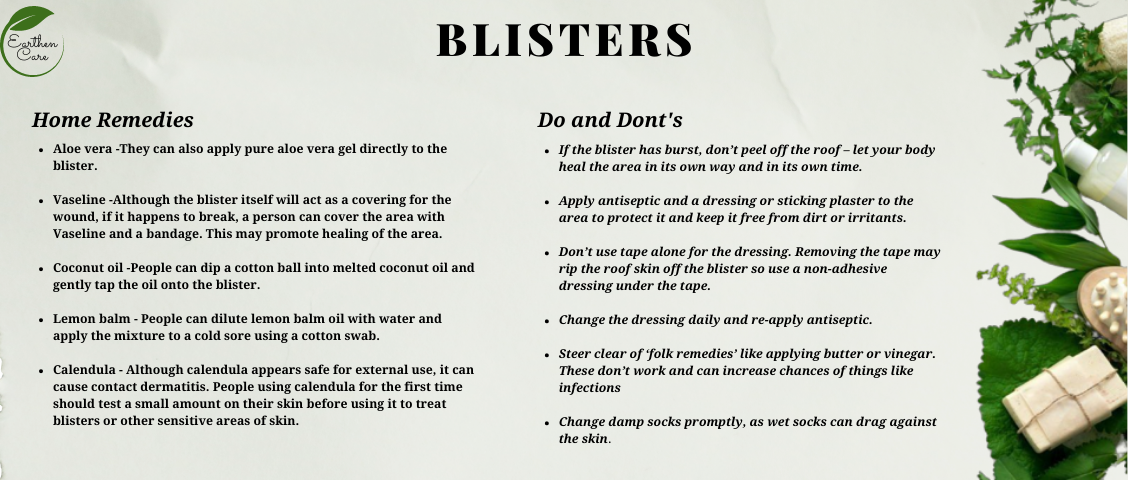 Earthen
Care
BLISTERS
Home Remedies
• Aloe vera -They can also apply pure aloe vera gel directly to the
blister.
• Vaseline -Although the blister itself will act as a covering for the
wound, if it happens to break, a person can cover the area with
Vaseline and a bandage. This may promote healing of the area.
• Coconut oil -People can dip a cotton ball into melted coconut oil and
gently tap the oil onto the blister.
• Lemon balm - People can dilute lemon balm oil with water and
apply the mixture to a cold sore using a cotton swab.
• Calendula - Although calendula appears safe for external use, it can
cause contact dermatitis. People using calendula for the first time
should test a small amount on their skin before using it to treat
blisters or other sensitive areas of skin.
Do and Dont's
• If the blister has burst, don’t peel off the roof – let your body
heal the area in its own way and in its own time.
• Apply antiseptic and a dressing or sticking plaster to the
area to protect it and keep it free from dirt or irritants.
• Don’t use tape alone for the dressing. Removing the tape may
rip the roof skin off the blister so use a non-adhesive
dressing under the tape.
• Change the dressing daily and re-apply antiseptic.
• Steer clear of ‘folk remedies’ like applying butter or vinegar.
These don’t work and can increase chances of things like
infections
• Change damp socks promptly, as wet socks can drag against
the skin.